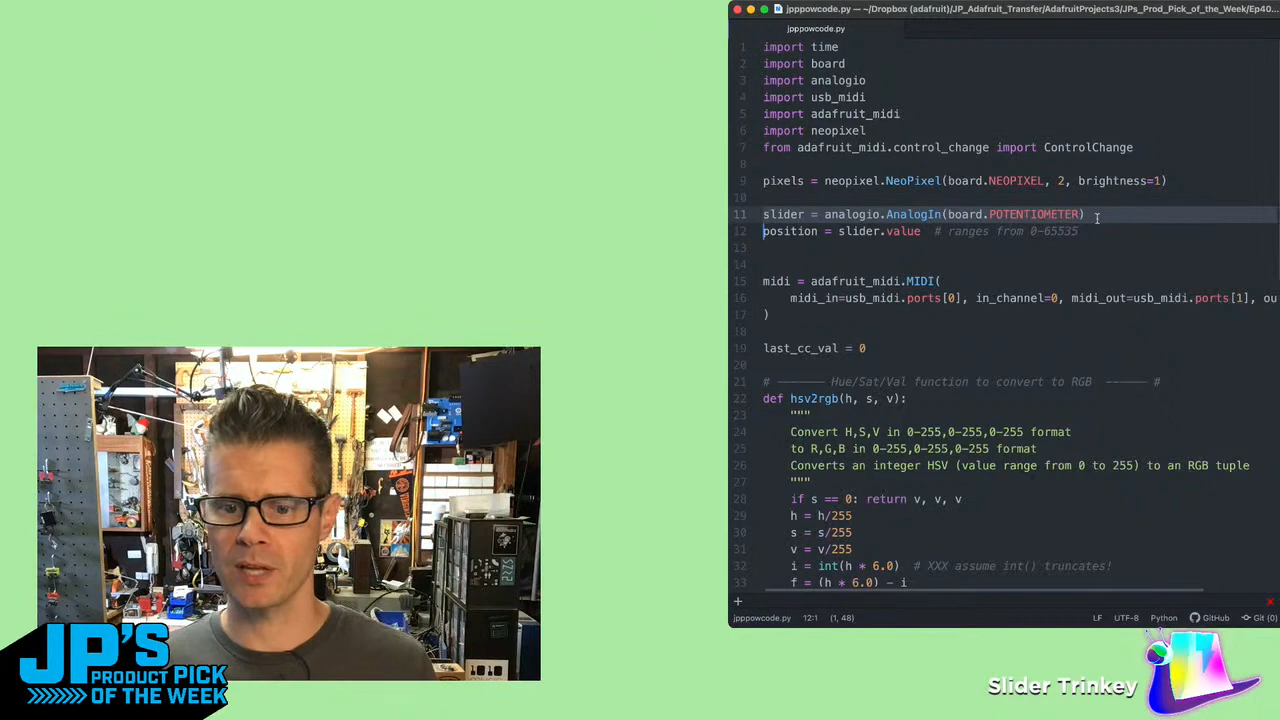 jpppowcode.py — ~/Dropbox (adafruit)/JP_Adafruit_Transfer/AdafruitProjects3/JPs_Prod_Pick_of_the_Week/Ep40...
jpppowcode.py
1 import time
2 import board
3 import analogio
4 import usb_midi
5 import adafruit_midi
6 import neopixel
7 from adafruit_midi.control_change import ControlChange
8
9 pixels = neopixel.NeoPixel(board.NEOPIXEL, 2, brightness=1)
10
11 slider = analogio.AnalogIn(board.POTENTIOMETER)
12 position = slider.value  # ranges from 0-65535
13
14
15 midi = adafruit_midi.MIDI(
16     midi_in=usb_midi.ports[0], in_channel=0, midi_out=usb_midi.ports[1], ou
17 )
18
19 last_cc_val = 0
20
21 # ------ Hue/Sat/Val function to convert to RGB  ------ #
22 def hsv2rgb(h, s, v):
23     """
24     Convert H,S,V in 0-255,0-255,0-255 format
25     to R,G,B in 0-255,0-255,0-255 format
26     Converts an integer HSV (value range from 0 to 255) to an RGB tuple
27     """
28     if s == 0: return v, v, v
29     h = h/255
30     s = s/255
31     v = v/255
32     i = int(h * 6.0)  # XXX assume int() truncates!
33     f = (h * 6.0) - i
+
jpppowcode.py 12:1 (1, 48) LF UTF-8 Python GitHub Git (0)
JP'S
PRODUCT PICK
OF THE WEEK
Slider Trinkey